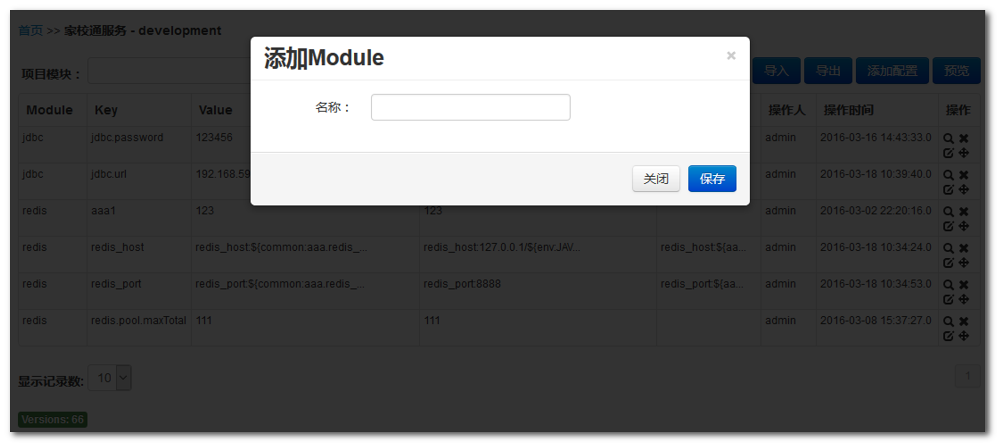 首页 >> 家校通服务 - development
添加Module
×
项目模块：
导入 导出 添加配置 预览
名称：
关闭 保存
Module Key Value 操作人 操作时间 操作
jdbc jdbc.password 123456 admin 2016-03-16 14:43:33.0
jdbc jdbc.url 192.168.59 admin 2016-03-18 10:39:40.0
redis aaa1 123 123 admin 2016-03-02 22:20:16.0
redis redis_host redis_host:${common:aaa.redis_... redis_host:127.0.0.1/${env:JAV... redis_host:${aa... admin 2016-03-18 10:34:24.0
redis redis_port redis_port:${common:aaa.redis_... redis_port:8888 redis_port:${aa... admin 2016-03-18 10:34:53.0
redis redis.pool.maxTotal 111 111 admin 2016-03-08 15:37:27.0
显示记录数: 10
1
Versions: 66